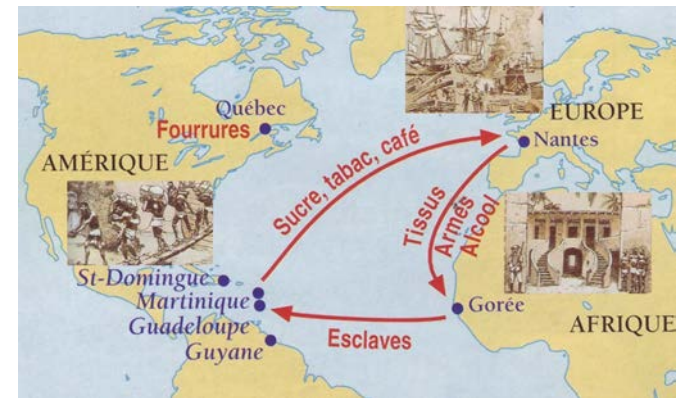 Québec
Fourrures
EUROPE
Nantes
AMÉRIQUE
Sucre, tabac, café
Tissus
Armes
Alcool
St-Domingue
Martinique
Guadeloupe
Guyane
Gorée
Esclaves
AFRIQUE